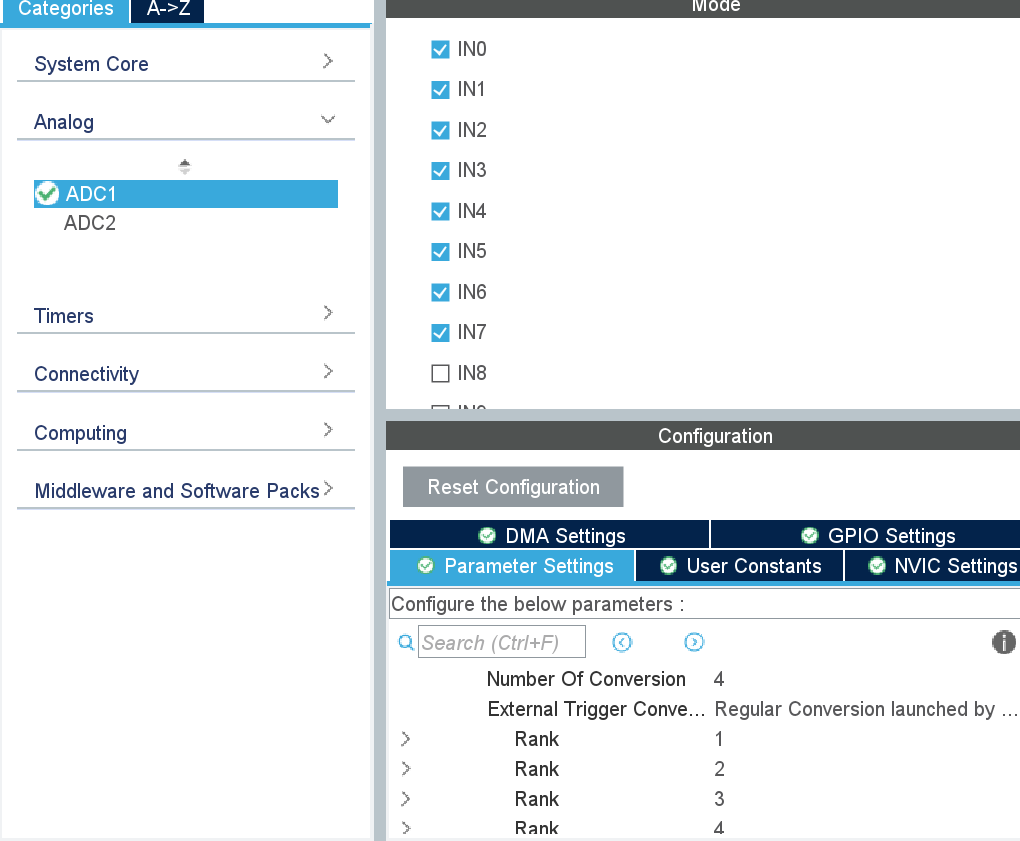 Categories
A->Z
System Core
Analog
ADC1
ADC2
Timers
Connectivity
Computing
Middleware and Software Packs
Mode
IN0
IN1
IN2
IN3
IN4
IN5
IN6
IN7
IN8
IN9
Configuration
Reset Configuration
DMA Settings
GPIO Settings
Parameter Settings
User Constants
NVIC Settings
Configure the below parameters :
Search (Ctrl+F)
Number Of Conversion 4
External Trigger Conve... Regular Conversion launched by ...
Rank 1
Rank 2
Rank 3
Rank 4